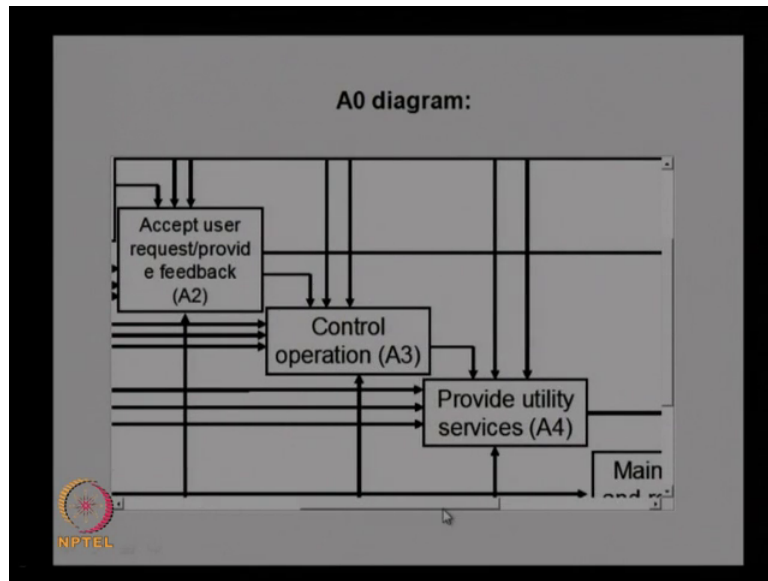 A0 diagram:
Accept user
request/provid
e feedback
(A2)
Control
operation (A3)
Provide utility
services (A4)
Main
NPTEL